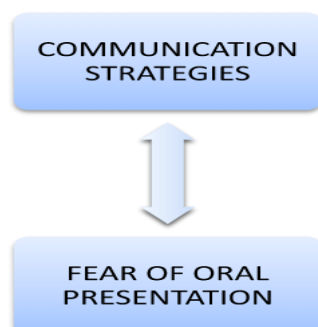 COMMUNICATION
STRATEGIES
FEAR OF ORAL
PRESENTATION